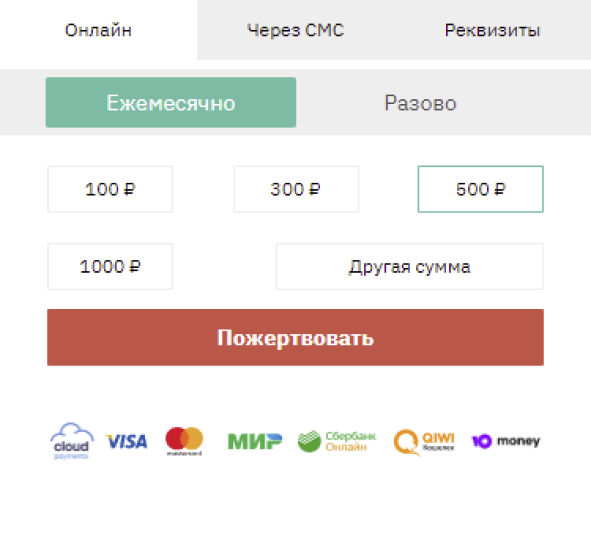 Онлайн Через СМС Реквизиты
Ежемесячно Разово
100 ₽ 300 ₽ 500 ₽
1000 ₽ Другая сумма
Пожертвовать
cloud payments VISA mastercard МИР Сбербанк Онлайн QIWI Кошелек Ю money